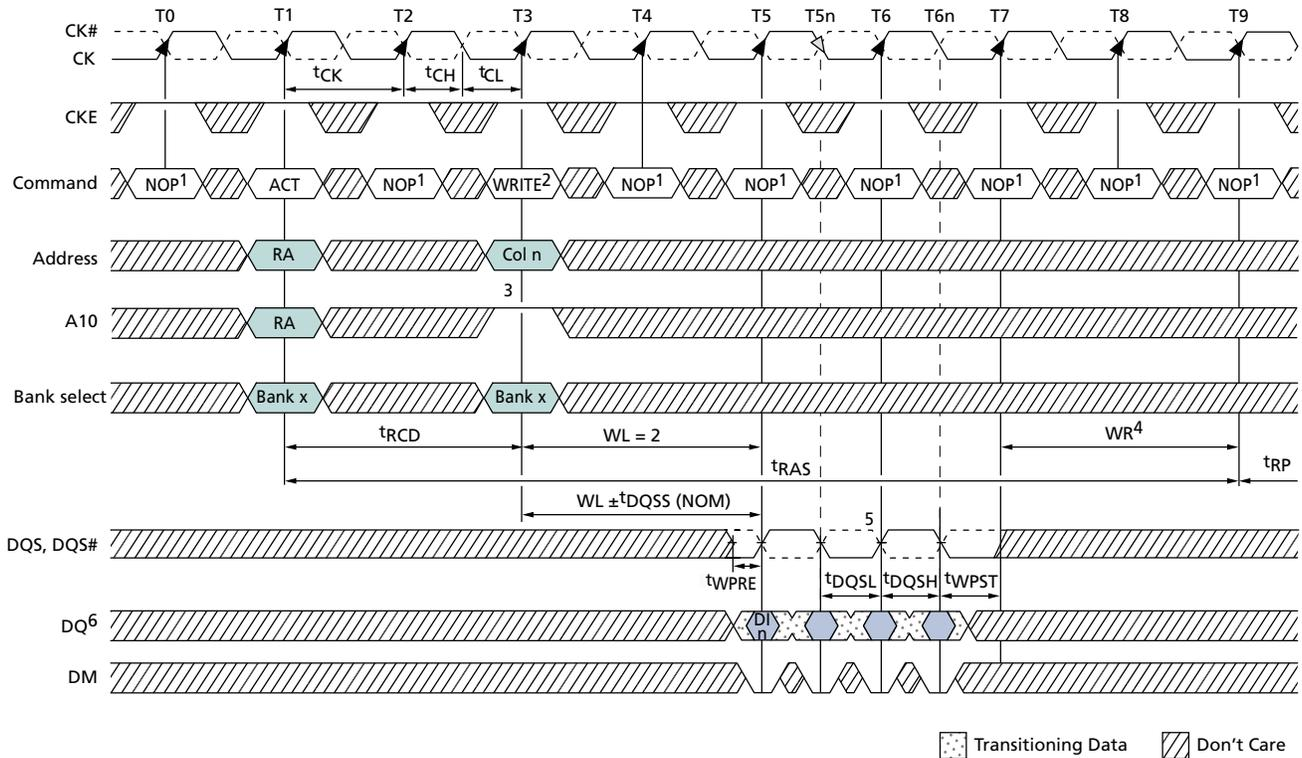 T0 T1 T2 T3 T4 T5 T5n T6 T6n T7 T8 T9
CK#
CK
tCK tCH tCL
CKE
Command NOP1 ACT NOP1 WRITE2 NOP1 NOP1 NOP1 NOP1 NOP1 NOP1
Address RA Col n
3
A10 RA
Bank select Bank x Bank x
tRCD WL = 2 WR4
tRAS tRP
WL ±tDQSS (NOM)
5
DQS, DQS#
tWPRE tDQSL tDQSH tWPST
DQ6 DI
n
DM
Transitioning Data Don't Care